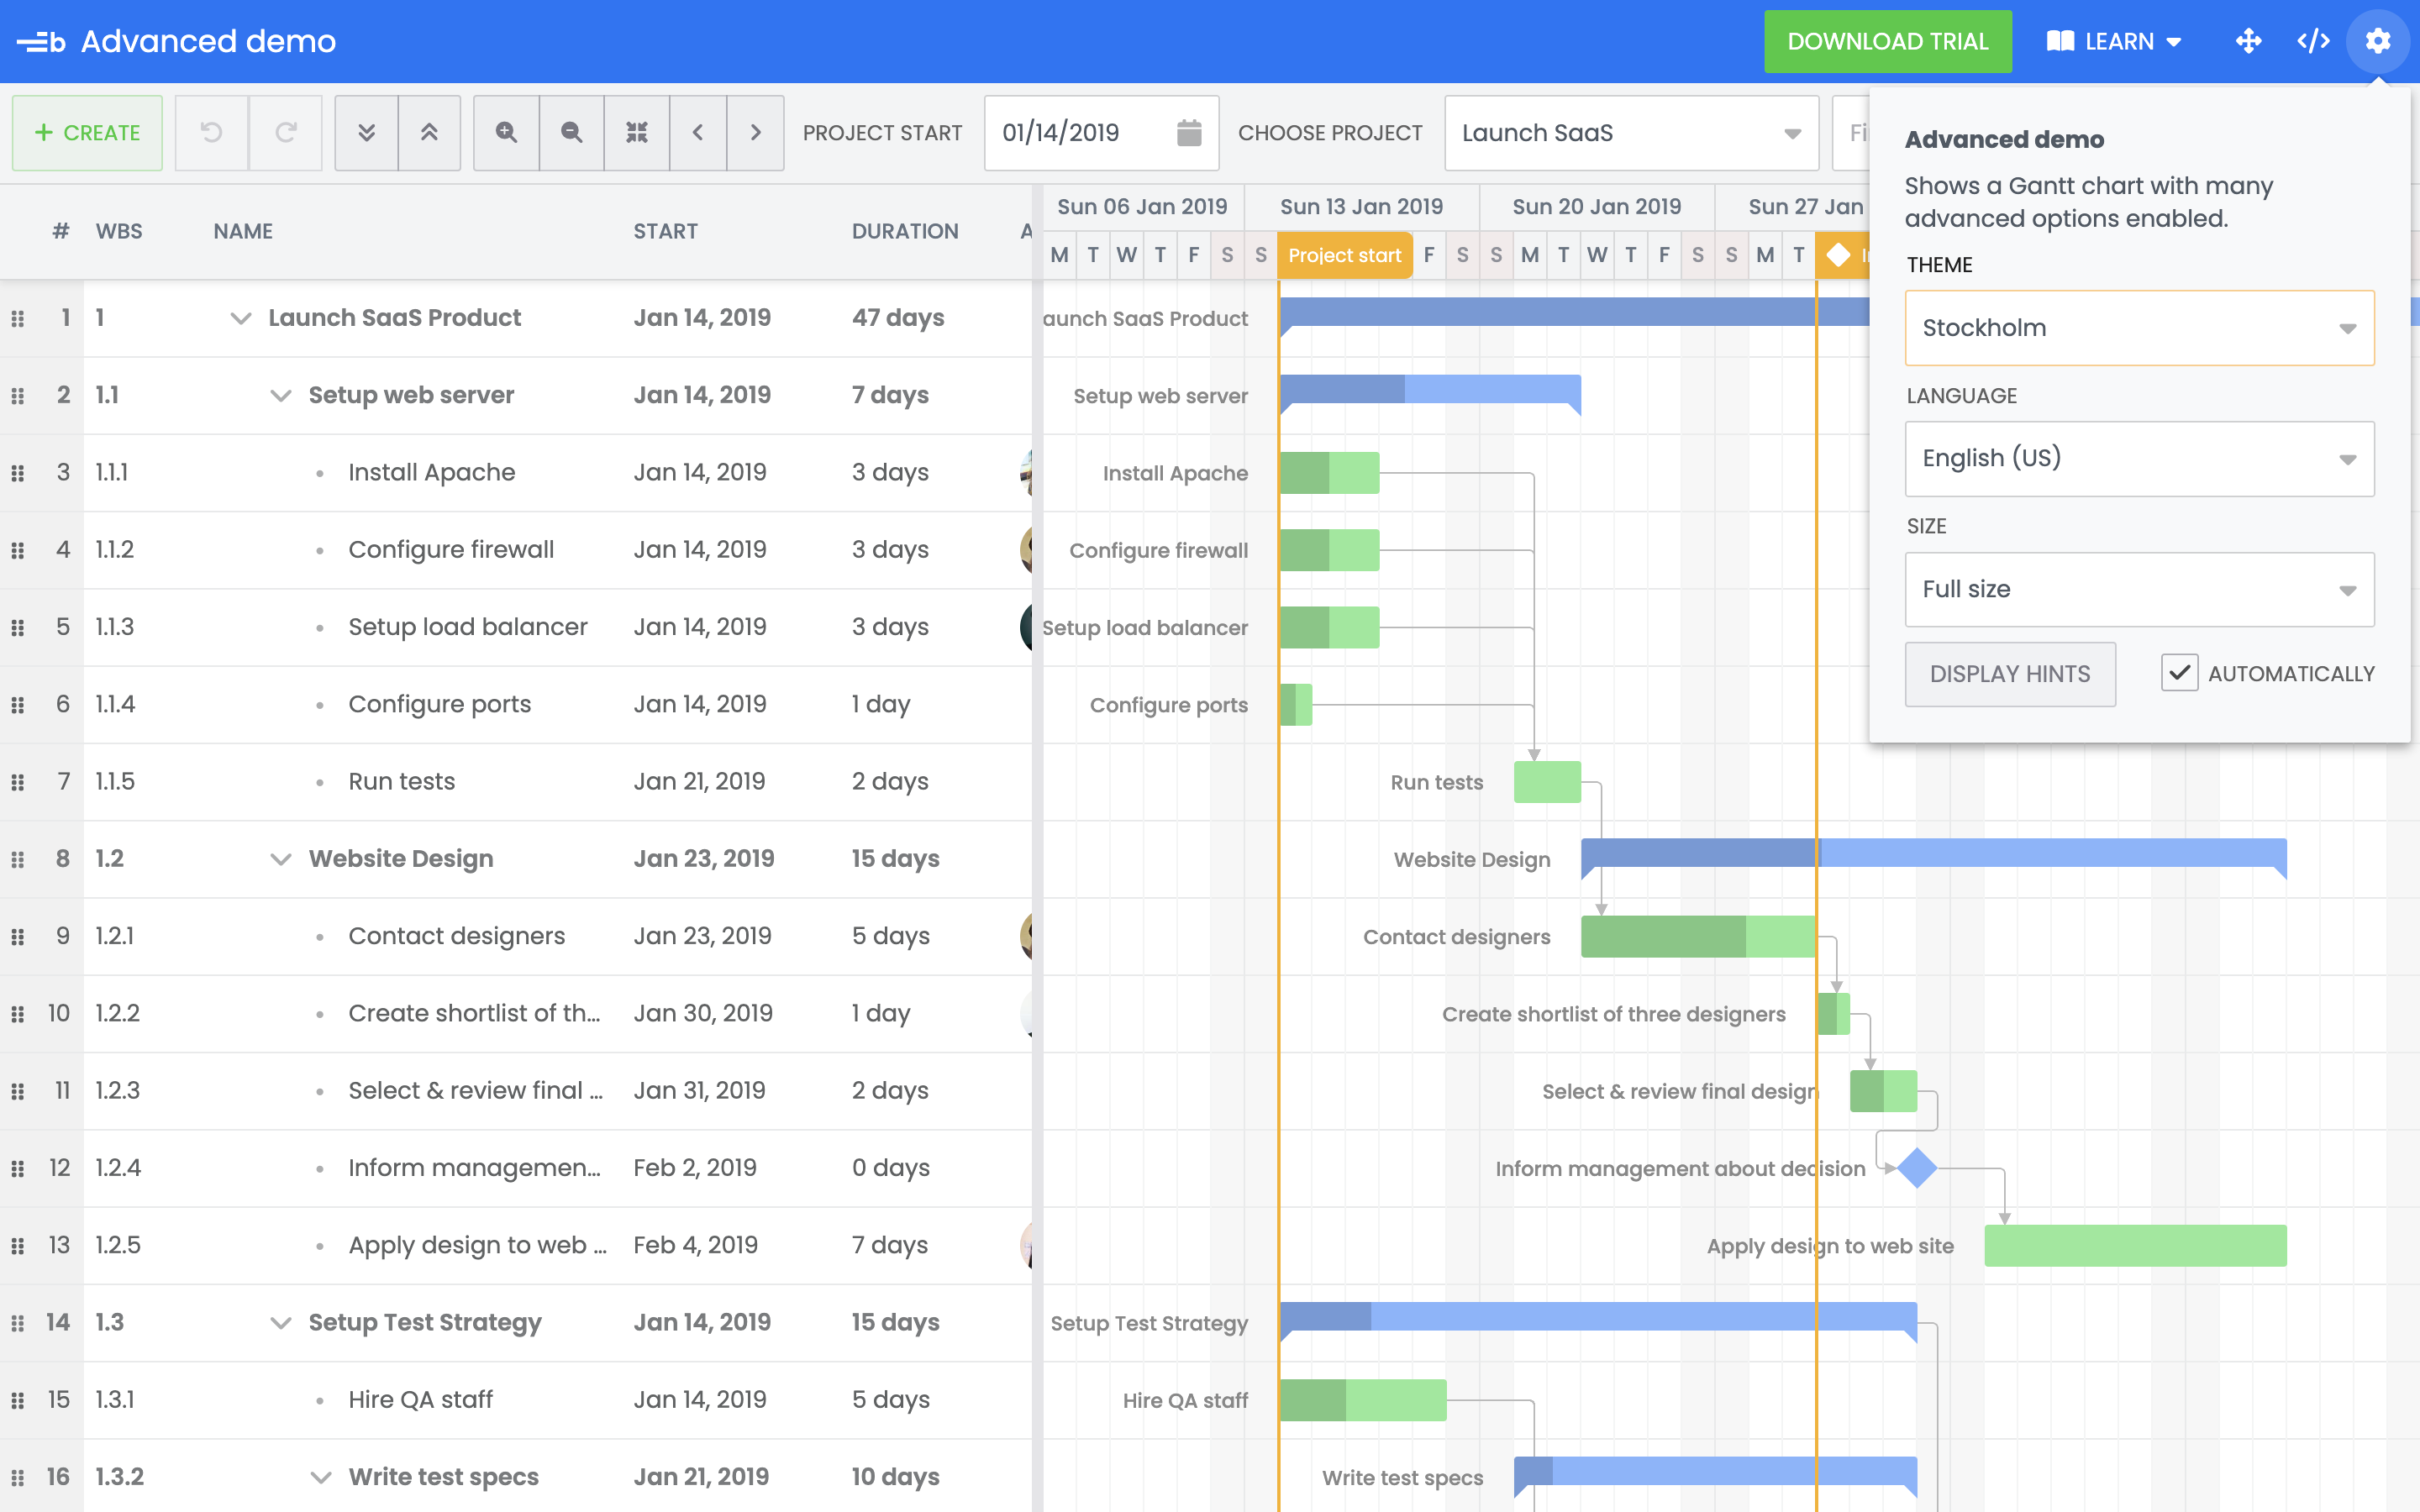 Advanced demo
DOWNLOAD TRIAL
LEARN
+ CREATE
PROJECT START
01/14/2019
CHOOSE PROJECT
Launch SaaS
Advanced demo
Shows a Gantt chart with many
advanced options enabled.
THEME
Stockholm
LANGUAGE
English (US)
SIZE
Full size
DISPLAY HINTS
AUTOMATICALLY
# WBS NAME START DURATION A
Sun 06 Jan 2019 Sun 13 Jan 2019 Sun 20 Jan 2019 Sun 27 Jan
M T W T F S S Project start F S S M T W T F S S M T
1 1 Launch SaaS Product Jan 14, 2019 47 days
aunch SaaS Product
2 1.1 Setup web server Jan 14, 2019 7 days
Setup web server
3 1.1.1 Install Apache Jan 14, 2019 3 days
Install Apache
4 1.1.2 Configure firewall Jan 14, 2019 3 days
Configure firewall
5 1.1.3 Setup load balancer Jan 14, 2019 3 days
Setup load balancer
6 1.1.4 Configure ports Jan 14, 2019 1 day
Configure ports
7 1.1.5 Run tests Jan 21, 2019 2 days
Run tests
8 1.2 Website Design Jan 23, 2019 15 days
Website Design
9 1.2.1 Contact designers Jan 23, 2019 5 days
Contact designers
10 1.2.2 Create shortlist of th... Jan 30, 2019 1 day
Create shortlist of three designers
11 1.2.3 Select & review final ... Jan 31, 2019 2 days
Select & review final design
12 1.2.4 Inform managemen... Feb 2, 2019 0 days
Inform management about decision
13 1.2.5 Apply design to web ... Feb 4, 2019 7 days
Apply design to web site
14 1.3 Setup Test Strategy Jan 14, 2019 15 days
Setup Test Strategy
15 1.3.1 Hire QA staff Jan 14, 2019 5 days
Hire QA staff
16 1.3.2 Write test specs Jan 21, 2019 10 days
Write test specs